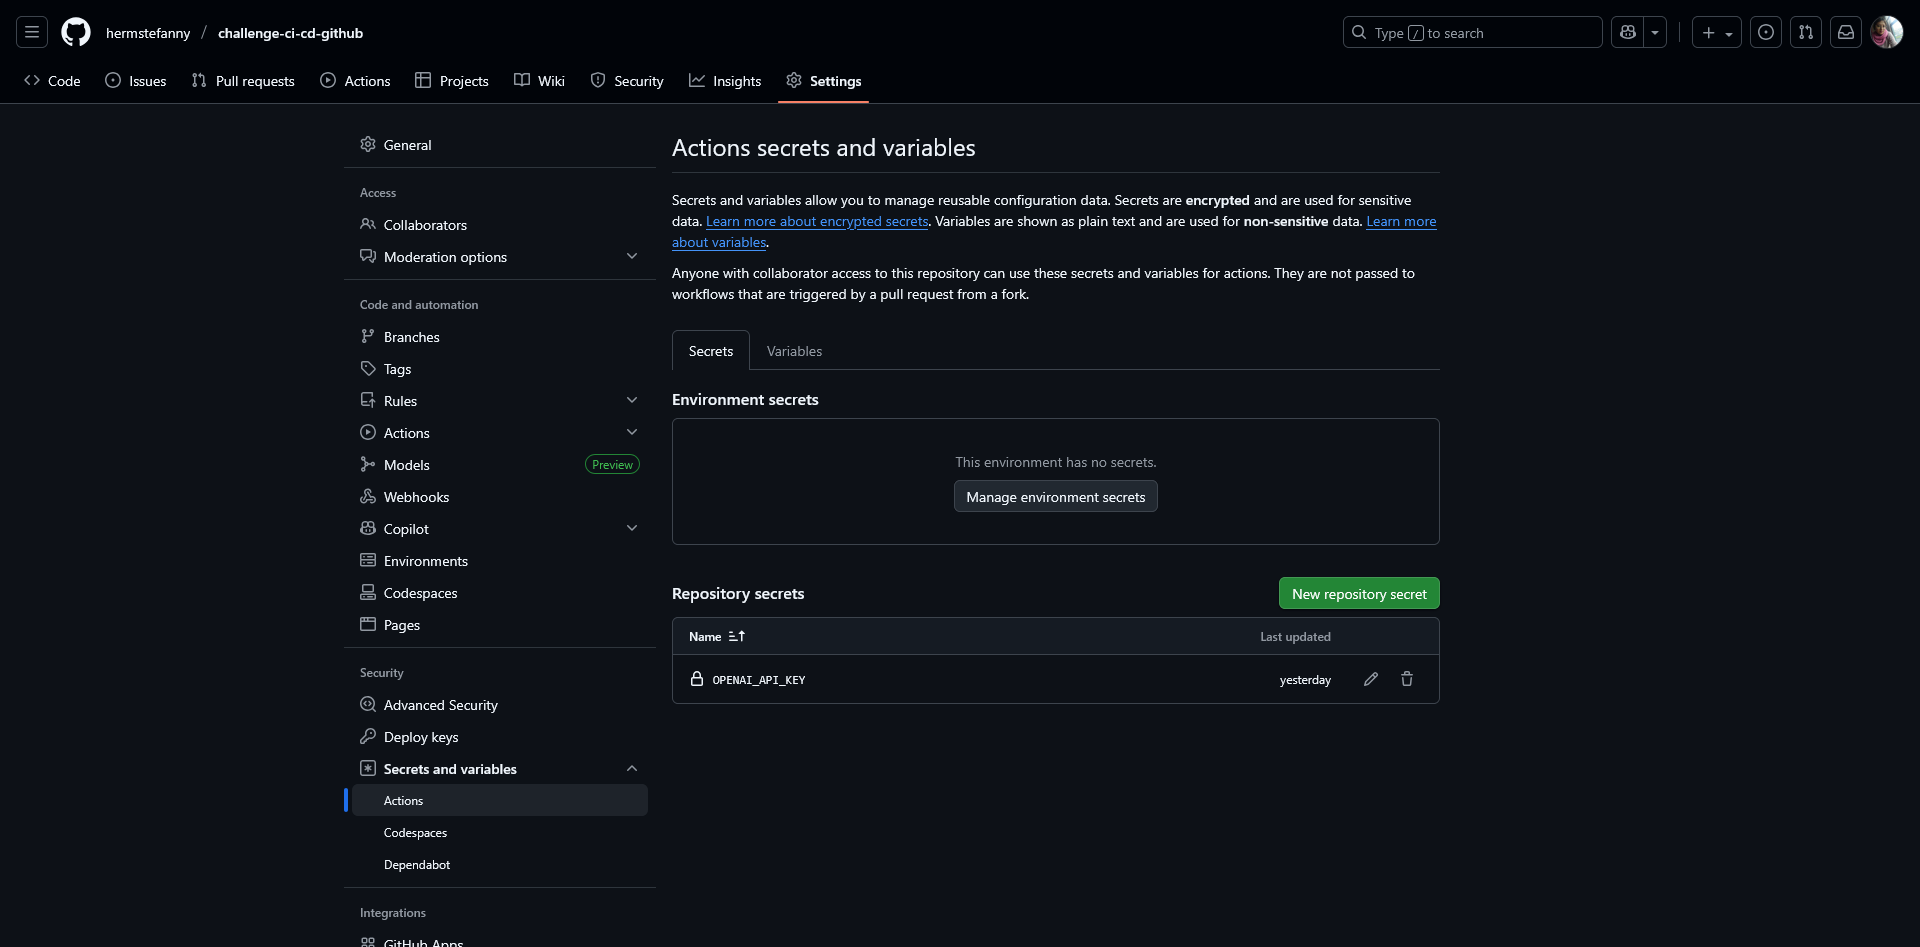 hermstefanny / challenge-ci-cd-github
Type / to search
Code Issues Pull requests Actions Projects Wiki Security Insights Settings
General
Access
Collaborators
Moderation options
Code and automation
Branches
Tags
Rules
Actions
Models Preview
Webhooks
Copilot
Environments
Codespaces
Pages
Security
Advanced Security
Deploy keys
Secrets and variables
Actions
Codespaces
Dependabot
Integrations
GitHub Apps
Actions secrets and variables
Secrets and variables allow you to manage reusable configuration data. Secrets are encrypted and are used for sensitive
data. Learn more about encrypted secrets. Variables are shown as plain text and are used for non-sensitive data. Learn more
about variables.
Anyone with collaborator access to this repository can use these secrets and variables for actions. They are not passed to
workflows that are triggered by a pull request from a fork.
Secrets Variables
Environment secrets
This environment has no secrets.
Manage environment secrets
Repository secrets New repository secret
Name Last updated
OPENAI_API_KEY yesterday